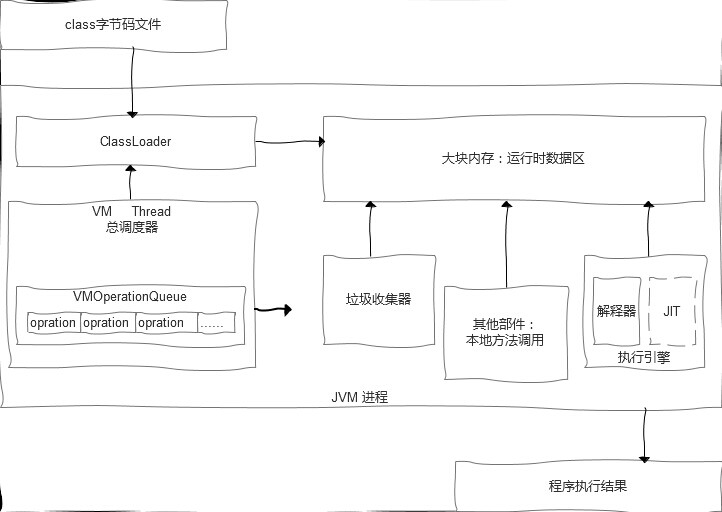 class字节码文件
ClassLoader
大块内存：运行时数据区
VM Thread
总调度器
VMOperationQueue
opration opration opration ......
垃圾收集器
其他部件：
本地方法调用
解释器 JIT
执行引擎
JVM 进程
程序执行结果